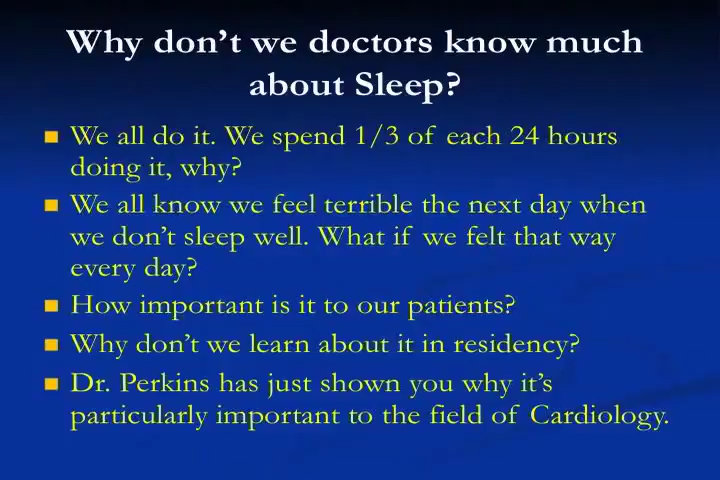 Why don’t we doctors know much
about Sleep?
We all do it. We spend 1/3 of each 24 hours
doing it, why?
We all know we feel terrible the next day when
we don’t sleep well. What if we felt that way
every day?
How important is it to our patients?
Why don’t we learn about it in residency?
Dr. Perkins has just shown you why it’s
particularly important to the field of Cardiology.